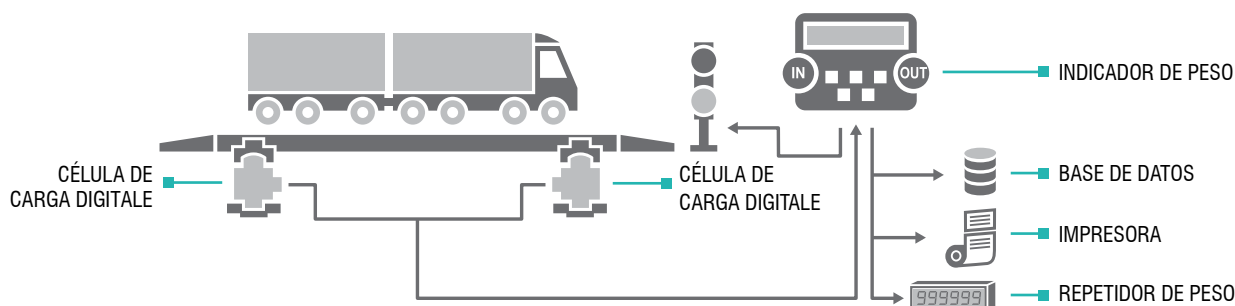 IN
OUT
INDICADOR DE PESO
CÉLULA DE
CARGA DIGITALE
CÉLULA DE
CARGA DIGITALE
BASE DE DATOS
IMPRESORA
999999
REPETIDOR DE PESO